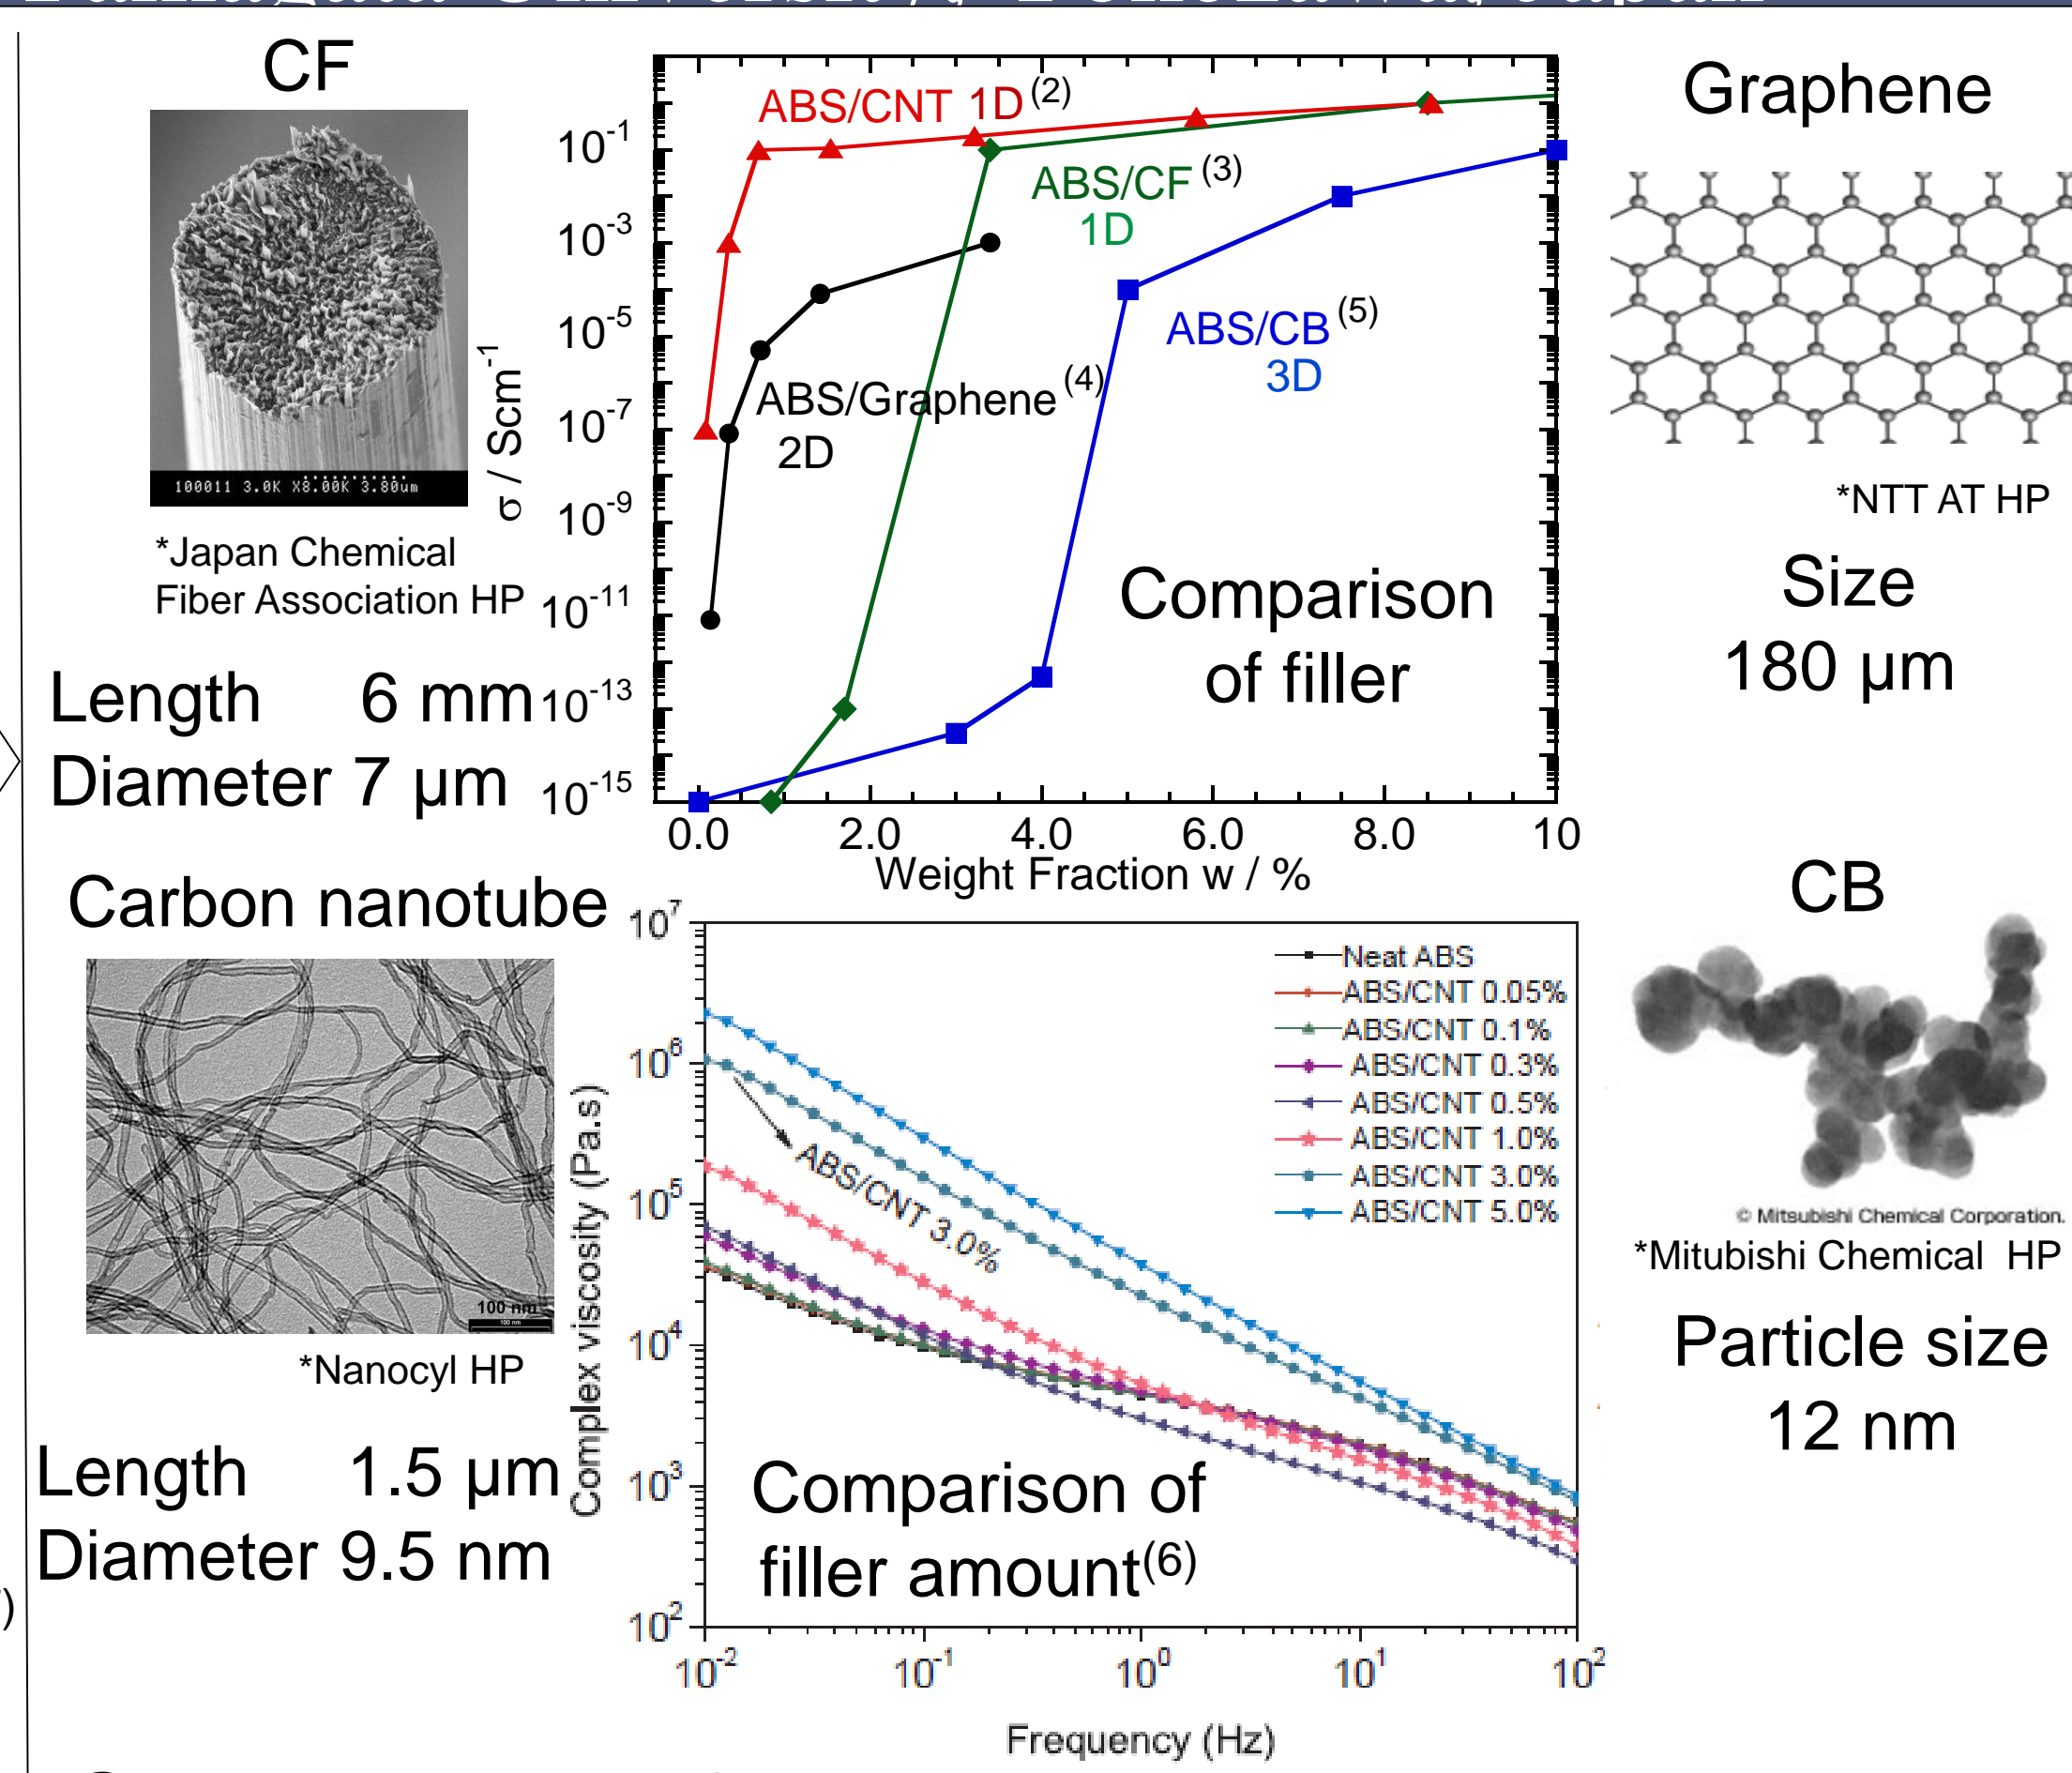 CF
100011 3.0K X8.00K 3.80um
*Japan Chemical
Fiber Association HP
Length 6 mm
Diameter 7 μm
Carbon nanotube
100 nm
100 nm
*Nanocyl HP
Length 1.5 μm
Diameter 9.5 nm
σ / Scm-1
10-1
10-3
10-5
10-7
10-9
10-11
10-13
10-15
ABS/CNT 1D (2)
ABS/CF (3)
1D
ABS/CB (5)
3D
ABS/Graphene (4)
2D
Comparison
of filler
0.0 2.0 4.0 6.0 8.0 10
Weight Fraction w / %
Complex viscosity (Pa.s)
107
106
105
104
103
102
Neat ABS
ABS/CNT 0.05%
ABS/CNT 0.1%
ABS/CNT 0.3%
ABS/CNT 0.5%
ABS/CNT 1.0%
ABS/CNT 3.0%
ABS/CNT 5.0%
ABS/CNT 3.0%
Comparison of
filler amount(6)
10-2 10-1 100 101 102
Frequency (Hz)
Graphene
*NTT AT HP
Size
180 μm
CB
© Mitsubishi Chemical Corporation.
*Mitubishi Chemical HP
Particle size
12 nm